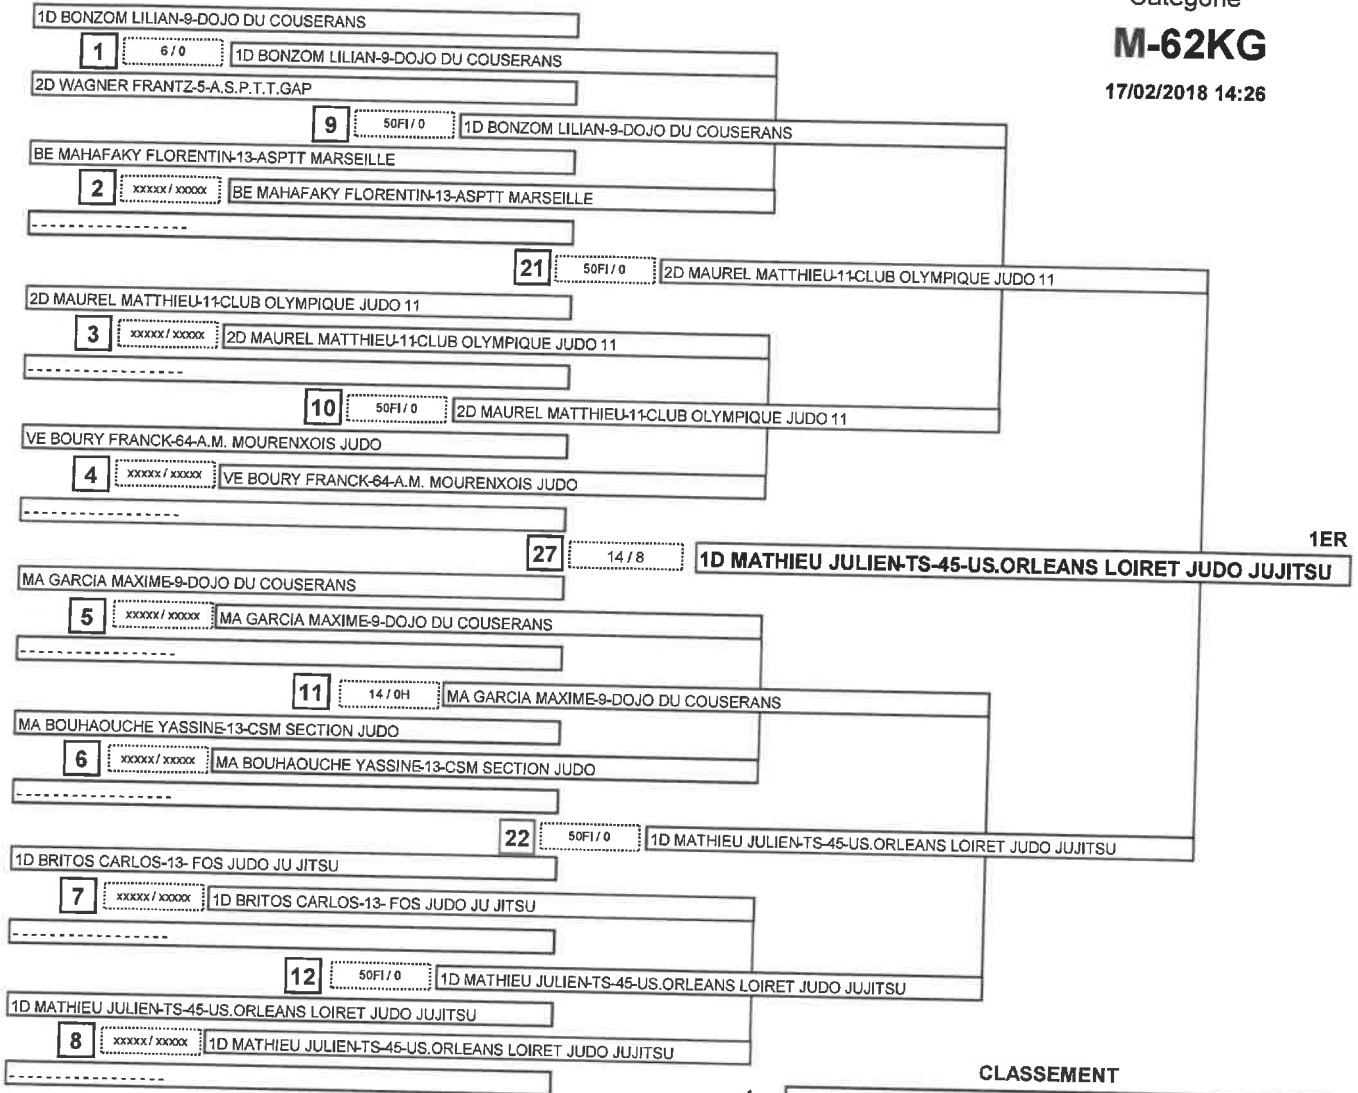 Catégorie
M-62KG
17/02/2018 14:26
1D BONZOM LILIAN-9-DOJO DU COUSERANS
1 6 / 0 1D BONZOM LILIAN-9-DOJO DU COUSERANS
2D WAGNER FRANTZ-5-A.S.P.T.T.GAP
9 50FI / 0 1D BONZOM LILIAN-9-DOJO DU COUSERANS
BE MAHAFAKY FLORENTIN-13-ASPTT MARSEILLE
2 xxxxx / xxxxx BE MAHAFAKY FLORENTIN-13-ASPTT MARSEILLE
-----------------
21 50FI / 0 2D MAUREL MATTHIEU-11-CLUB OLYMPIQUE JUDO 11
2D MAUREL MATTHIEU-11-CLUB OLYMPIQUE JUDO 11
3 xxxxx / xxxxx 2D MAUREL MATTHIEU-11-CLUB OLYMPIQUE JUDO 11
-----------------
10 50FI / 0 2D MAUREL MATTHIEU-11-CLUB OLYMPIQUE JUDO 11
VE BOURY FRANCK-64-A.M. MOURENXOIS JUDO
4 xxxxx / xxxxx VE BOURY FRANCK-64-A.M. MOURENXOIS JUDO
-----------------
1ER
27 14 / 8 1D MATHIEU JULIEN-TS-45-US.ORLEANS LOIRET JUDO JUJITSU
MA GARCIA MAXIME-9-DOJO DU COUSERANS
5 xxxxx / xxxxx MA GARCIA MAXIME-9-DOJO DU COUSERANS
-----------------
11 14 / 0H MA GARCIA MAXIME-9-DOJO DU COUSERANS
MA BOUHAOUCHE YASSINE-13-CSM SECTION JUDO
6 xxxxx / xxxxx MA BOUHAOUCHE YASSINE-13-CSM SECTION JUDO
-----------------
22 50FI / 0 1D MATHIEU JULIEN-TS-45-US.ORLEANS LOIRET JUDO JUJITSU
1D BRITOS CARLOS-13- FOS JUDO JU JITSU
7 xxxxx / xxxxx 1D BRITOS CARLOS-13- FOS JUDO JU JITSU
-----------------
12 50FI / 0 1D MATHIEU JULIEN-TS-45-US.ORLEANS LOIRET JUDO JUJITSU
1D MATHIEU JULIEN-TS-45-US.ORLEANS LOIRET JUDO JUJITSU
8 xxxxx / xxxxx 1D MATHIEU JULIEN-TS-45-US.ORLEANS LOIRET JUDO JUJITSU
-----------------
CLASSEMENT